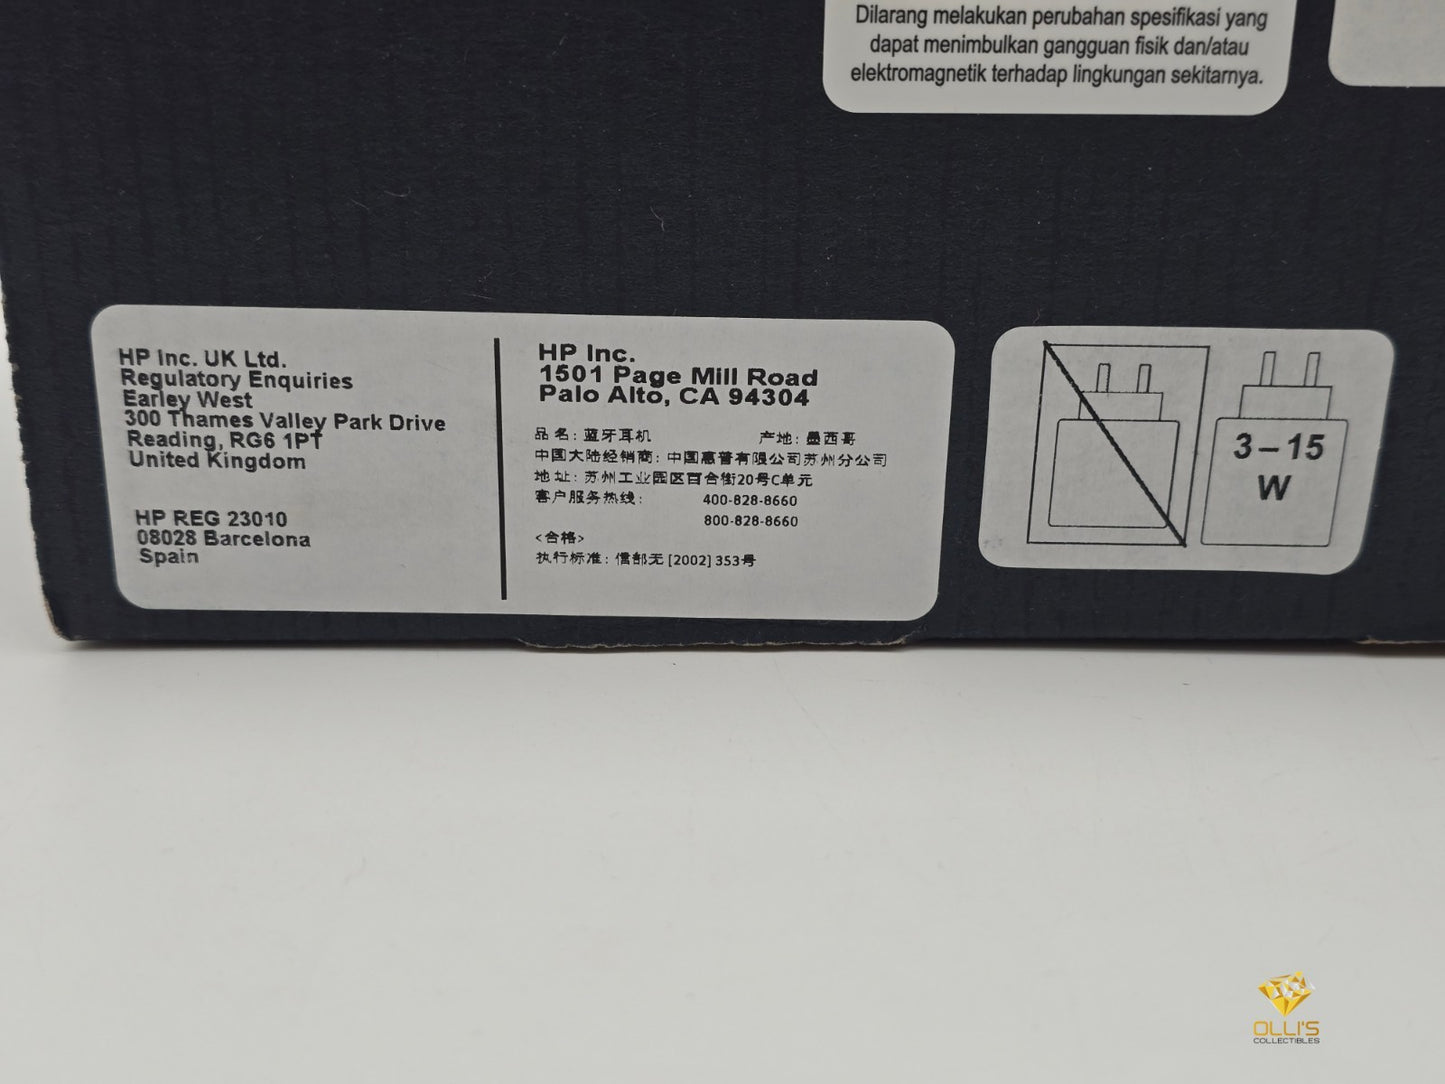 Dilarang melakukan perubahan spesifikasi yang
dapat menimbulkan gangguan fisik dan/atau
elektromagnetik terhadap lingkungan sekitarnya.
HP Inc. UK Ltd.
Regulatory Enquiries
Earley West
300 Thames Valley Park Drive
Reading, RG6 1PT
United Kingdom
HP REG 23010
08028 Barcelona
Spain
HP Inc.
1501 Page Mill Road
Palo Alto, CA 94304
品名: 蓝牙耳机 产地: 墨西哥
中国大陆经销商: 中国惠普有限公司苏州分公司
地址: 苏州工业园区百合街20号C单元
客户服务热线: 400-828-8660
800-828-8660
<合格>
执行标准: 信部无 [2002] 353号
3 – 15
W
OLLI'S
COLLECTIBLES